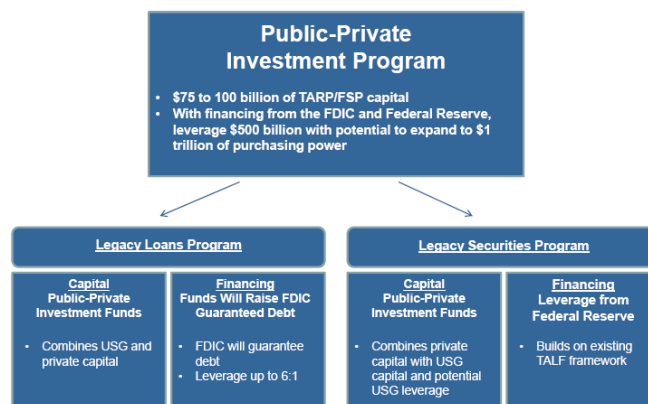 Public-Private
Investment Program
• $75 to 100 billion of TARP/FSP capital
• With financing from the FDIC and Federal Reserve,
leverage $500 billion with potential to expand to $1
trillion of purchasing power
Legacy Loans Program
Capital
Public-Private
Investment Funds
• Combines USG and
private capital
Financing
Funds Will Raise FDIC
Guaranteed Debt
• FDIC will guarantee
debt
• Leverage up to 6:1
Legacy Securities Program
Capital
Public-Private
Investment Funds
• Combines private
capital with USG
capital and potential
USG leverage
Financing
Leverage from
Federal Reserve
• Builds on existing
TALF framework